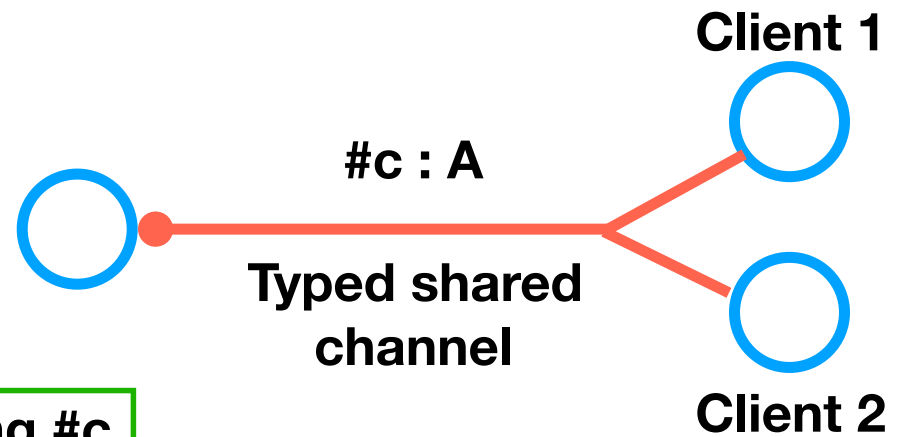 Client 1
#c : A
Typed shared
channel
#c
Client 2